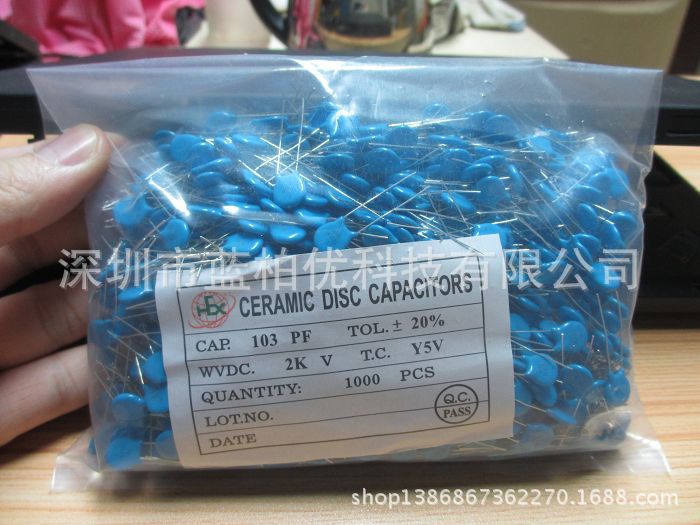 深圳市蓝柏优科技有限公司
HEC CERAMIC DISC CAPACITORS
CAP. 103 PF TOL. ± 20%
WVDC. 2K V T.C. Y5V
QUANTITY: 1000 PCS
LOT.NO.
Q.C. PASS
DATE
shop1386867362270.1688.com